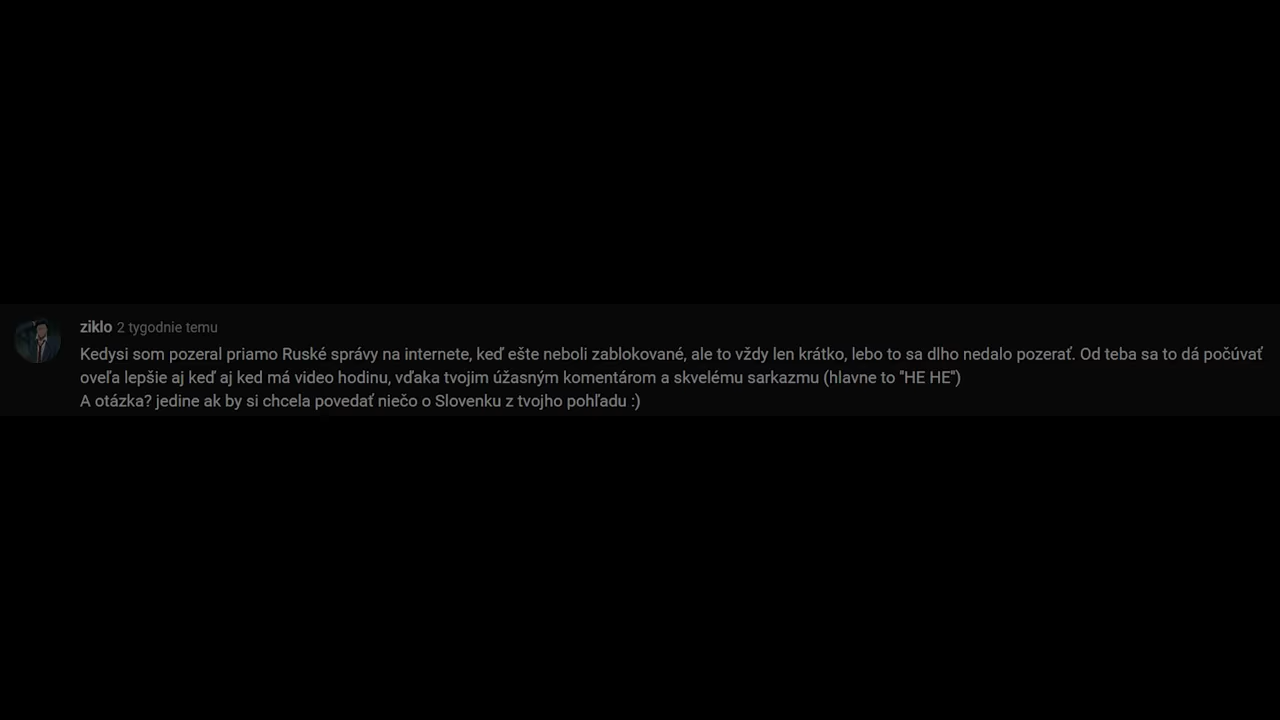 ziklo 2 tygodnie temu
Kedysi som pozeral priamo Ruské správy na internete, keď ešte neboli zablokované, ale to vždy len krátko, lebo to sa dlho nedalo pozerať. Od teba sa to dá počúvať
oveľa lepšie aj keď aj ked má video hodinu, vďaka tvojim úžasným komentárom a skvelému sarkazmu (hlavne to "HE HE")
A otázka? jedine ak by si chcela povedať niečo o Slovenku z tvojho pohľadu :)